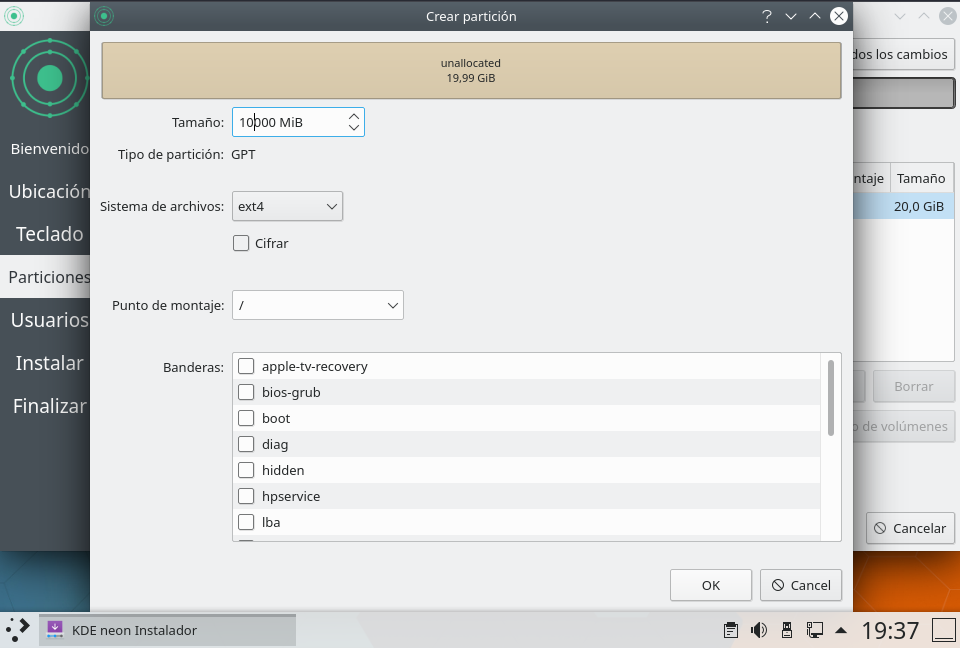 Crear partición
?
unallocated
19,99 GiB
Tamaño: 10000 MiB
Tipo de partición: GPT
Sistema de archivos: ext4
Cifrar
Punto de montaje: /
Banderas:
apple-tv-recovery
bios-grub
boot
diag
hidden
hpservice
lba
OK
Cancel
Bienvenido
Ubicación
Teclado
Particiones
Usuarios
Instalar
Finalizar
los cambios
Tamaño
20,0 GiB
Borrar
de volúmenes
Cancelar
KDE neon Instalador
19:37